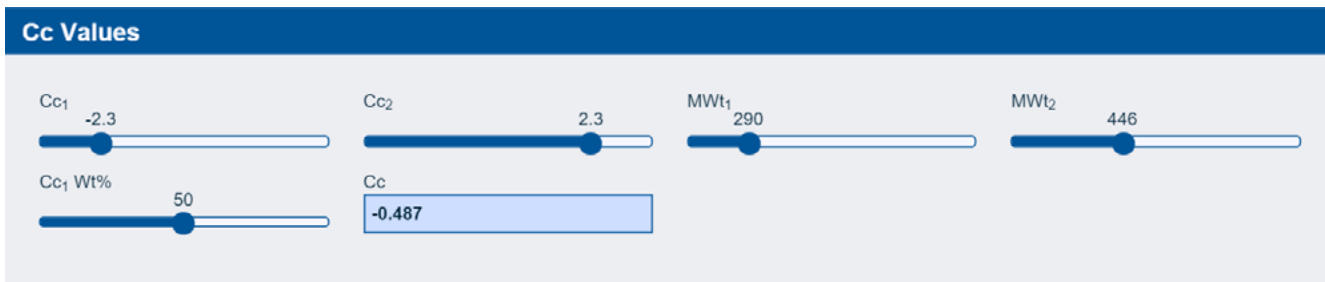 Cc Values
Cc₁ Cc₂ MWt₁ MWt₂
-2.3 2.3 290 446
Cc₁ Wt% Cc
50
-0.487